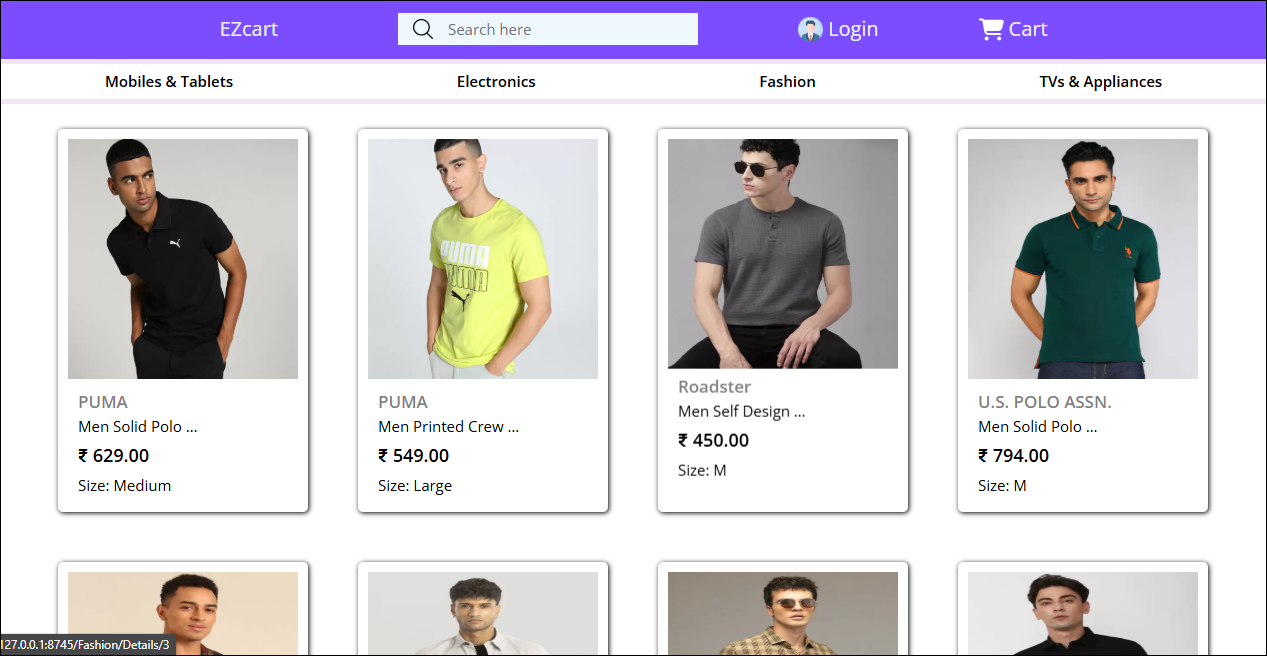 EZcart
Search here
Login
Cart
Mobiles & Tablets
Electronics
Fashion
TVs & Appliances
PUMA
PUMA
PUMA
Men Solid Polo ...
₹ 629.00
Size: Medium
PUMA
Men Printed Crew ...
₹ 549.00
Size: Large
Roadster
Men Self Design ...
₹ 450.00
Size: M
U.S. POLO ASSN.
Men Solid Polo ...
₹ 794.00
Size: M
127.0.0.1:8745/Fashion/Details/3